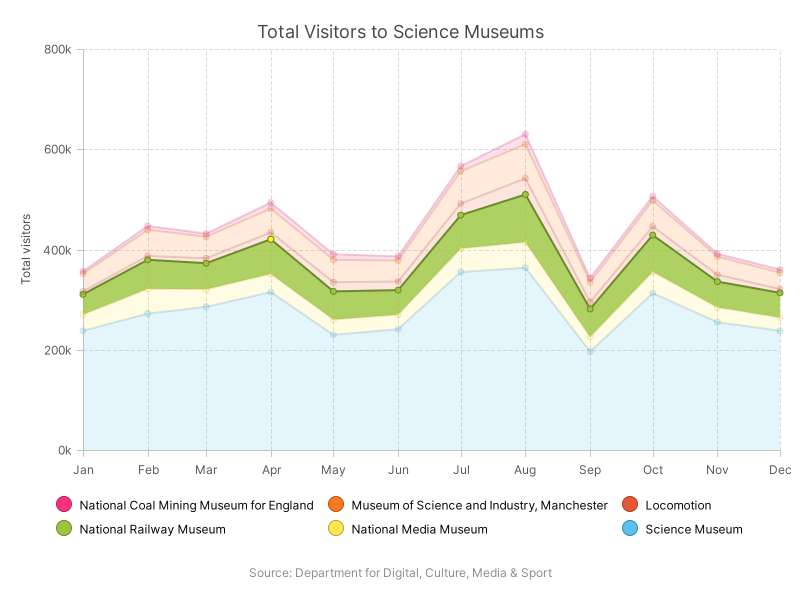 Total Visitors to Science Museums
Total visitors
800k
600k
400k
200k
0k
Jan Feb Mar Apr May Jun Jul Aug Sep Oct Nov Dec
National Coal Mining Museum for England Museum of Science and Industry, Manchester Locomotion
National Railway Museum National Media Museum Science Museum
Source: Department for Digital, Culture, Media & Sport